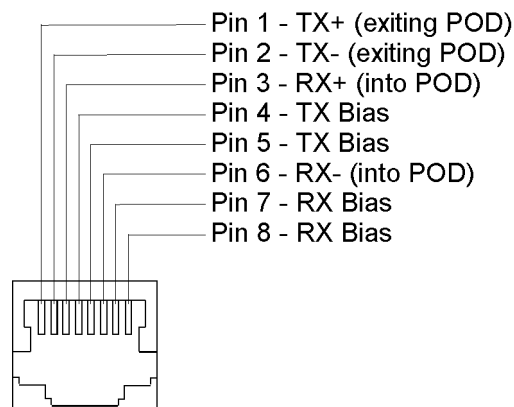 Pin 1 - TX+ (exiting POD)
Pin 2 - TX- (exiting POD)
Pin 3 - RX+ (into POD)
Pin 4 - TX Bias
Pin 5 - TX Bias
Pin 6 - RX- (into POD)
Pin 7 - RX Bias
Pin 8 - RX Bias